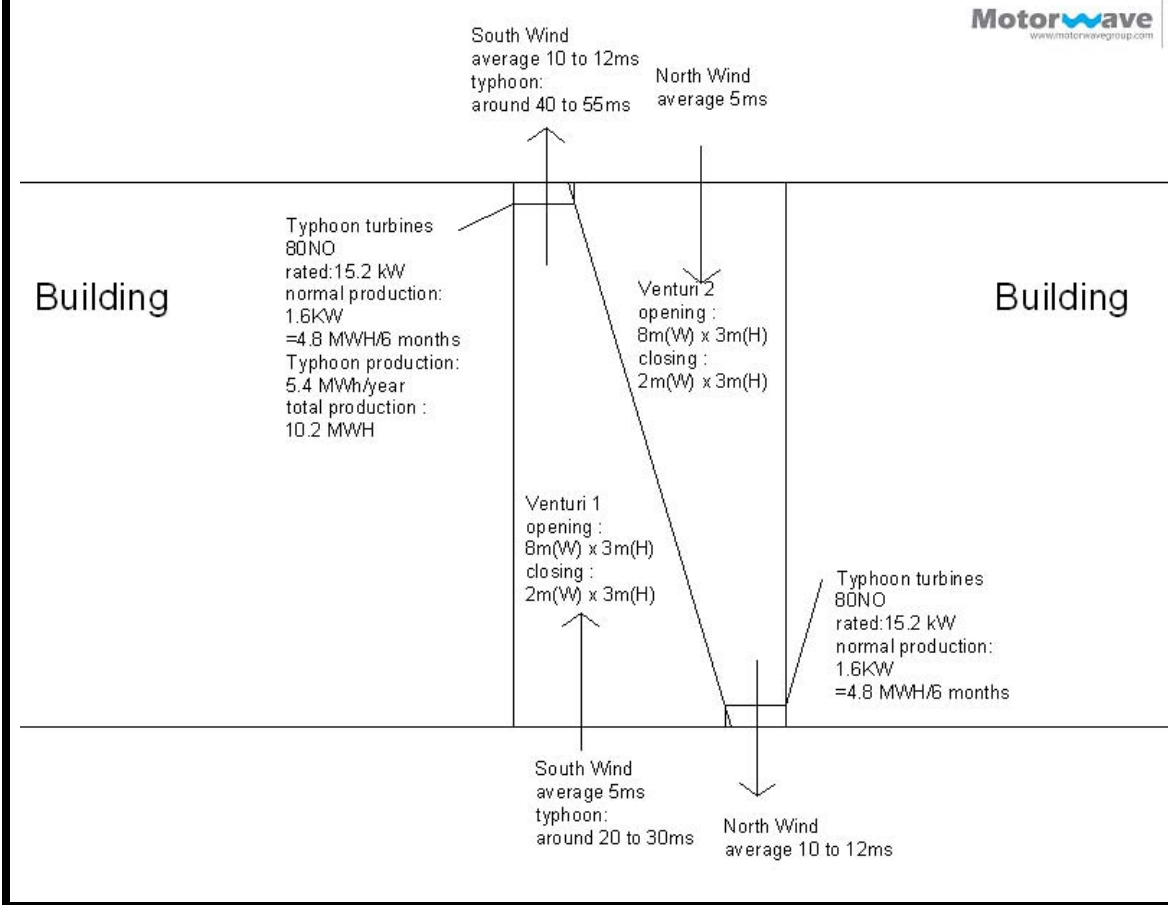 Motorwave
www.motorwavegroup.com
South Wind
average 10 to 12ms
typhoon:
around 40 to 55ms
North Wind
average 5ms
Typhoon turbines
80NO
rated:15.2 kW
normal production:
1.6KW
=4.8 MWH/6 months
Typhoon production:
5.4 MWh/year
total production :
10.2 MWH
Building
Venturi 2
opening :
8m(W) x 3m(H)
closing :
2m(W) x 3m(H)
Building
Venturi 1
opening :
8m(W) x 3m(H)
closing :
2m(W) x 3m(H)
Typhoon turbines
80NO
rated:15.2 kW
normal production:
1.6KW
=4.8 MWH/6 months
South Wind
average 5ms
typhoon:
around 20 to 30ms
North Wind
average 10 to 12ms